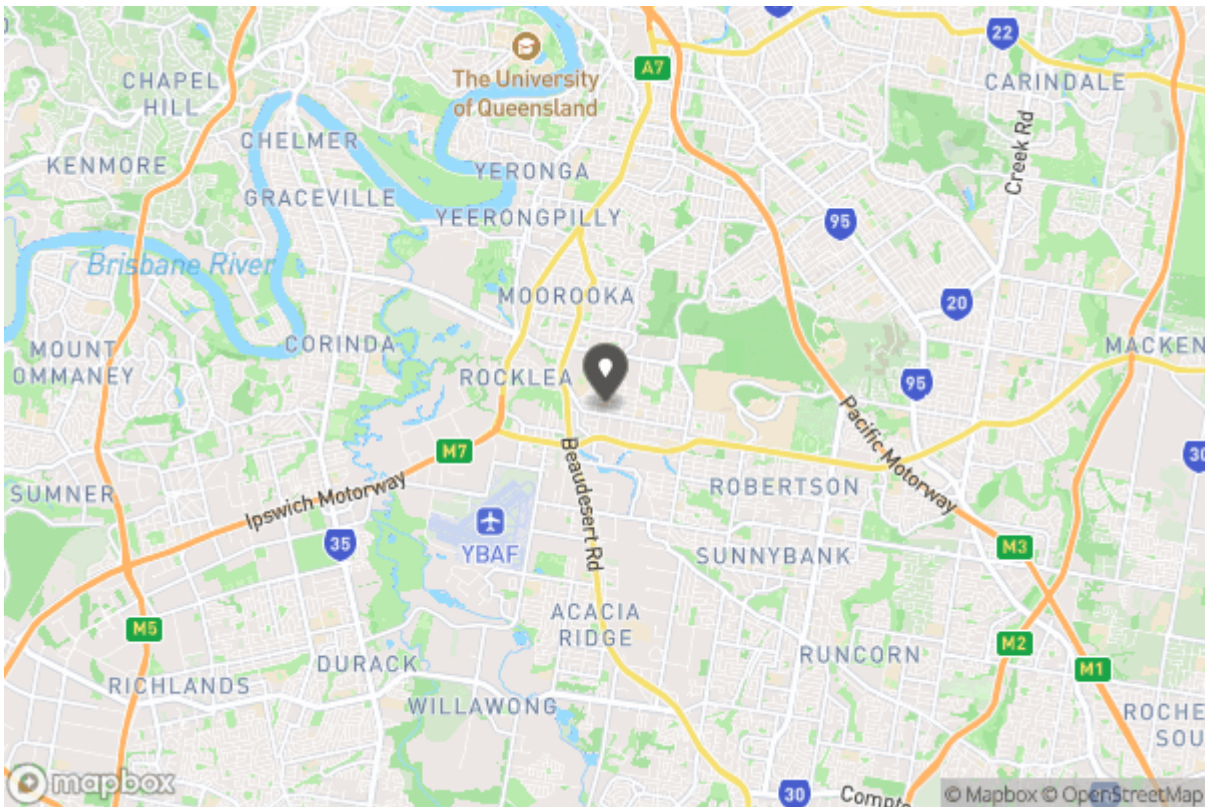 22
A7
The University
of Queensland
CHAPEL
HILL
CARINDALE
CHELMER
Creek Rd
KENMORE
YERONGA
GRACEVILLE
YEERONGPILLY
95
Brisbane River
MOOROOKA
20
CORINDA
MOUNT
OMMANEY
MACKEN
ROCKLEA
95
Pacific Motorway
M7
Beaudesert Rd
30
SUMNER
Ipswich Motorway
ROBERTSON
35
YBAF
SUNNYBANK
M3
ACACIA
RIDGE
M5
M2
DURACK
RUNCORN
M1
RICHLANDS
WILLAWONG
ROCHE
SOU
mapbox
30
Compto
© Mapbox © OpenStreetMap